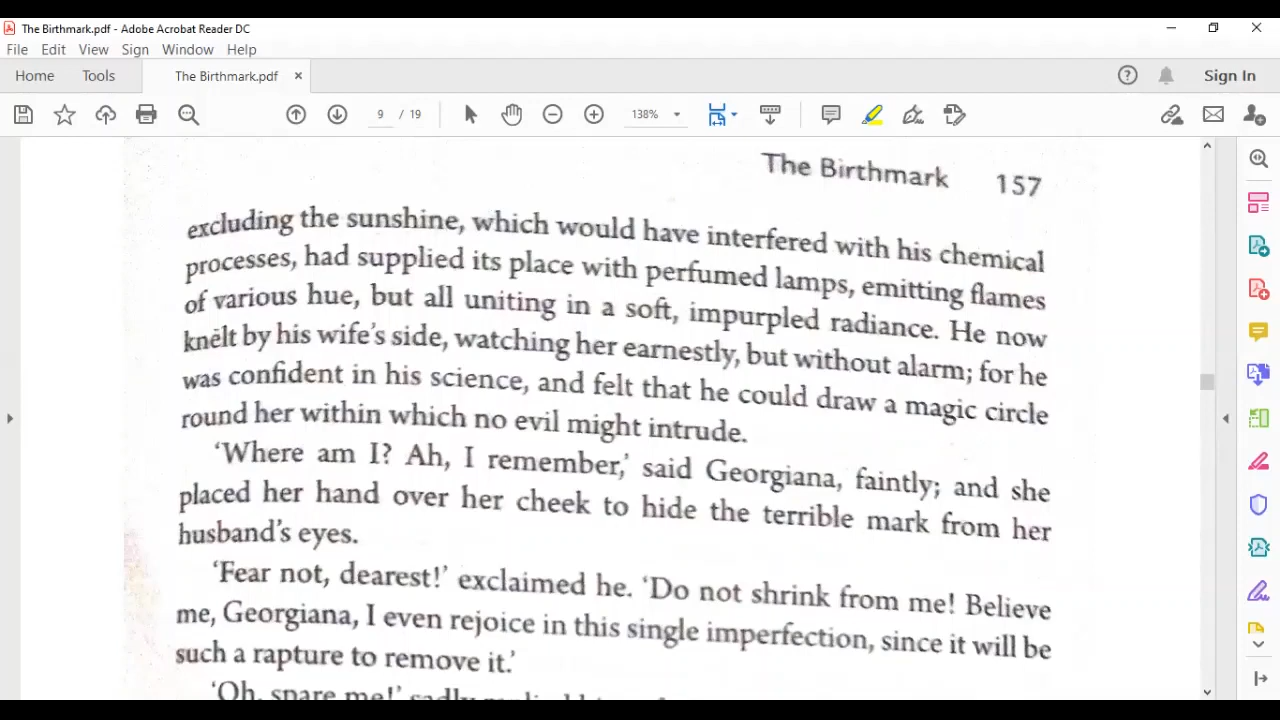 The Birthmark.pdf - Adobe Acrobat Reader DC
File Edit View Sign Window Help
Home Tools The Birthmark.pdf × Sign In
9 / 19 138%
The Birthmark 157
excluding the sunshine, which would have interfered with his chemical
processes, had supplied its place with perfumed lamps, emitting flames
of various hue, but all uniting in a soft, impurpled radiance. He now
knelt by his wife's side, watching her earnestly, but without alarm; for he
was confident in his science, and felt that he could draw a magic circle
round her within which no evil might intrude.
'Where am I? Ah, I remember,' said Georgiana, faintly; and she
placed her hand over her cheek to hide the terrible mark from her
husband's eyes.
'Fear not, dearest!' exclaimed he. 'Do not shrink from me! Believe
me, Georgiana, I even rejoice in this single imperfection, since it will be
such a rapture to remove it.'
'Oh, spare me!' sadly